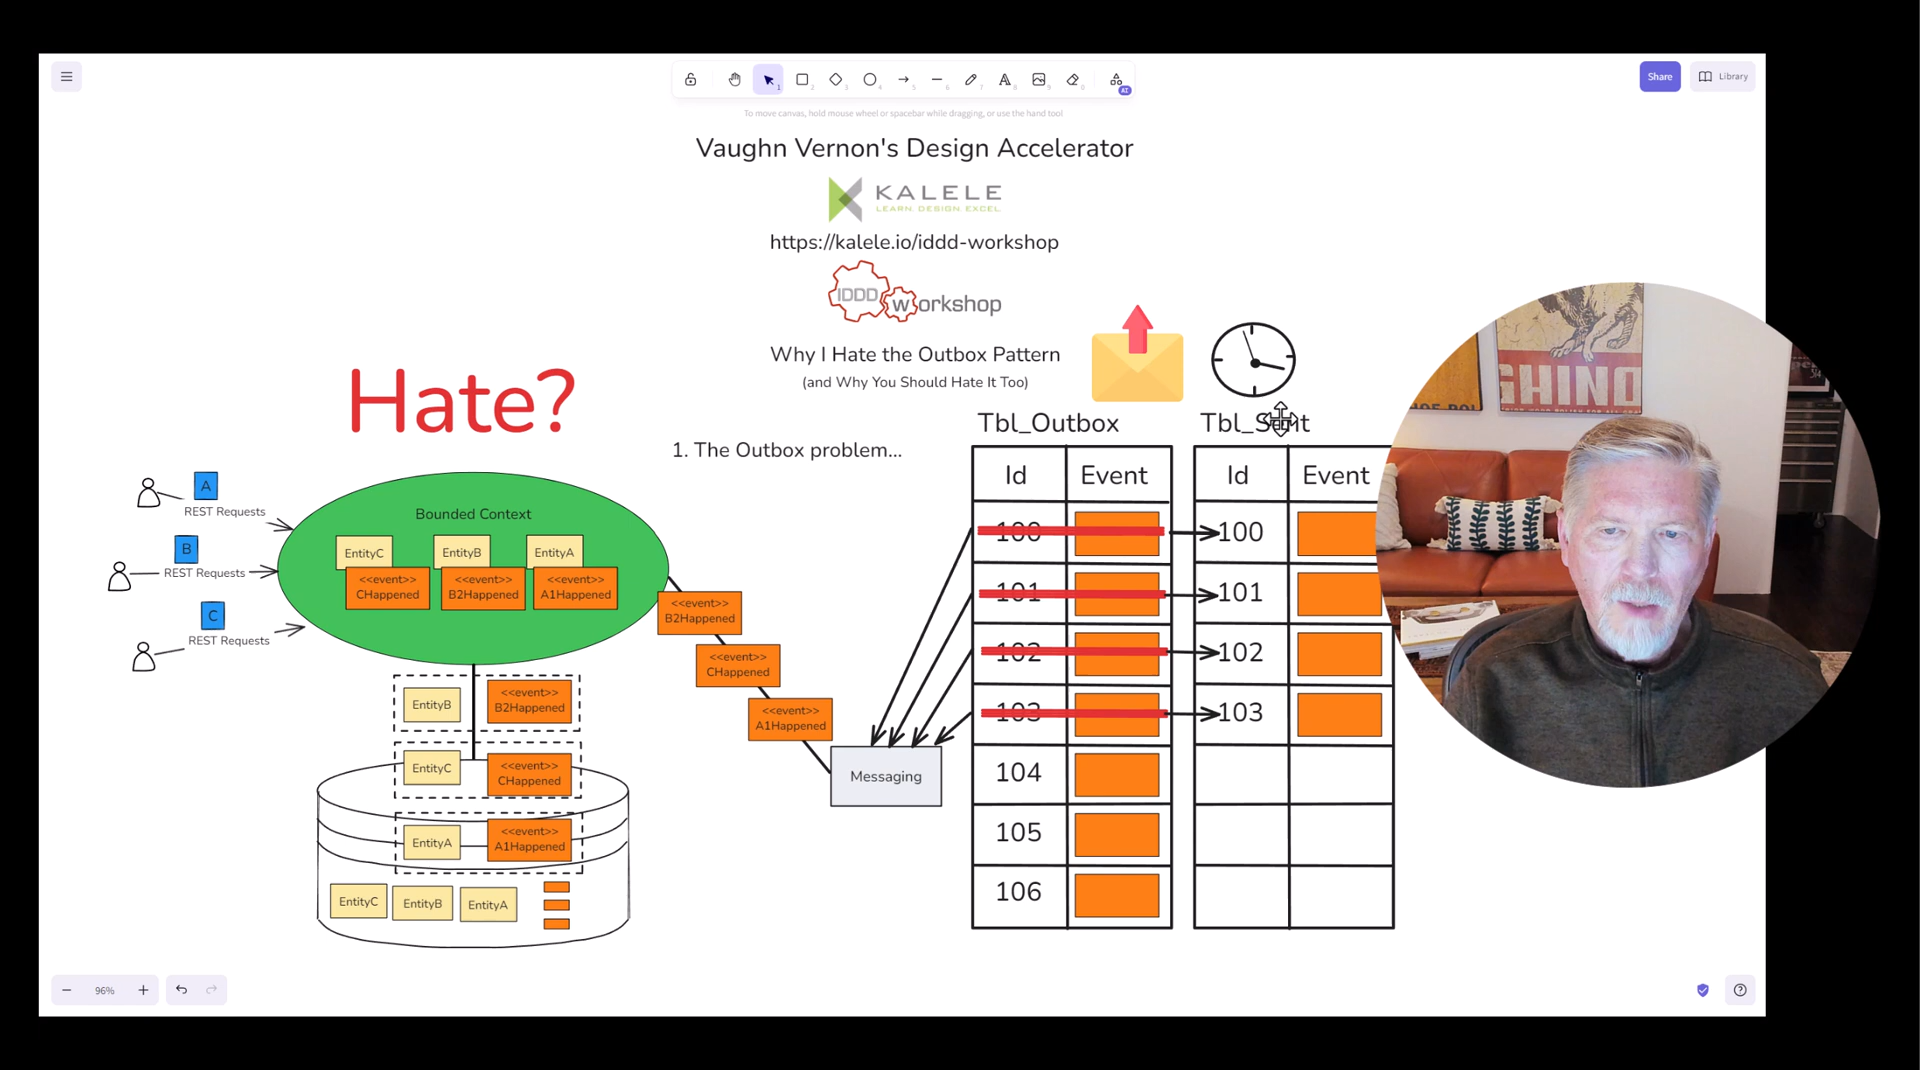 Share
Library
To move canvas, hold mouse wheel or spacebar while dragging, or use the hand tool
Vaughn Vernon's Design Accelerator
KALELE
LEARN. DESIGN. EXCEL.
https://kalele.io/iddd-workshop
IDDD workshop
Why I Hate the Outbox Pattern
(and Why You Should Hate It Too)
Hate?
1. The Outbox problem...
A
REST Requests
B
REST Requests
C
REST Requests
Bounded Context
EntityC
EntityB
EntityA
<<event>>
CHappened
<<event>>
B2Happened
<<event>>
A1Happened
<<event>>
B2Happened
<<event>>
CHappened
<<event>>
A1Happened
Messaging
EntityB
<<event>>
B2Happened
EntityC
<<event>>
CHappened
EntityA
<<event>>
A1Happened
EntityC
EntityB
EntityA
Tbl_Outbox
Id Event
100
101
102
103
104
105
106
Tbl_Sent
Id Event
100
101
102
103
96%